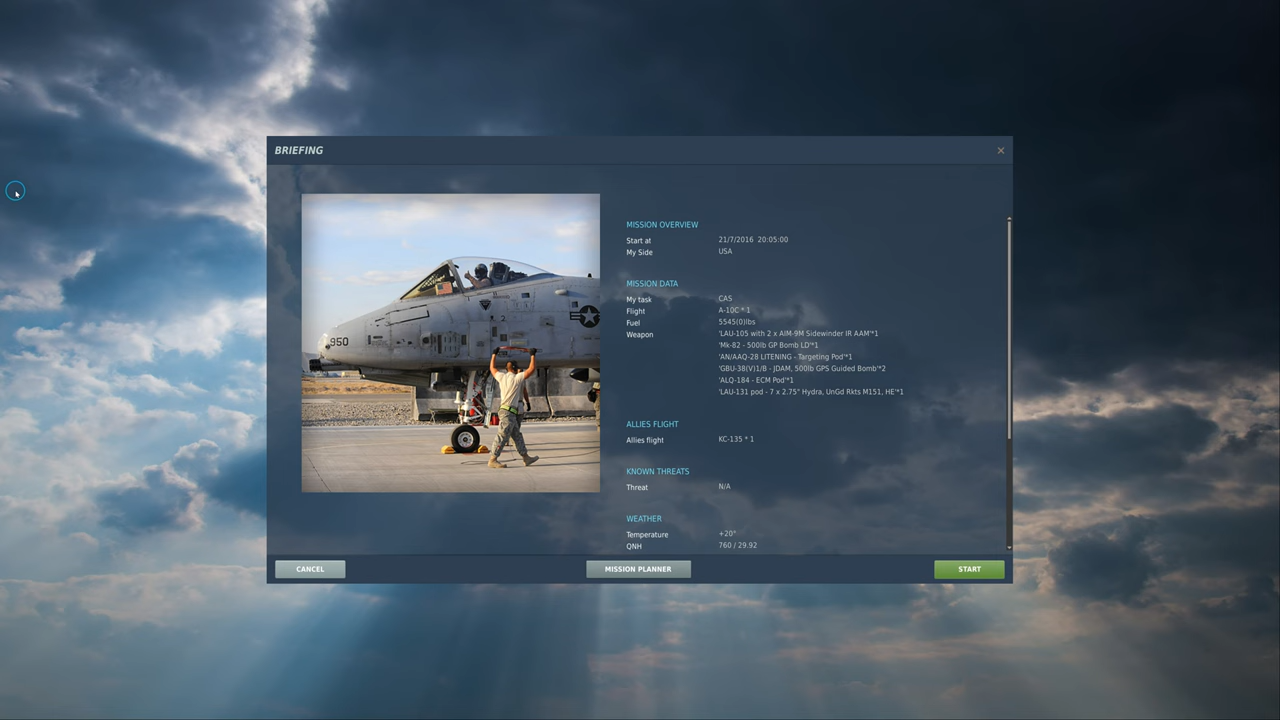 BRIEFING
950
MISSION OVERVIEW
Start at 21/7/2016 20:05:00
My Side USA
MISSION DATA
My task CAS
Flight A-10C * 1
Fuel 5545(0)lbs
Weapon 'LAU-105 with 2 x AIM-9M Sidewinder IR AAM'*1
'Mk-82 - 500lb GP Bomb LD'*1
'AN/AAQ-28 LITENING - Targeting Pod'*1
'GBU-38(V)1/B - JDAM, 500lb GPS Guided Bomb'*2
'ALQ-184 - ECM Pod'*1
'LAU-131 pod - 7 x 2.75" Hydra, UnGd Rkts M151, HE'*1
ALLIES FLIGHT
Allies flight KC-135 * 1
KNOWN THREATS
Threat N/A
WEATHER
Temperature +20°
QNH 760 / 29.92
CANCEL MISSION PLANNER START